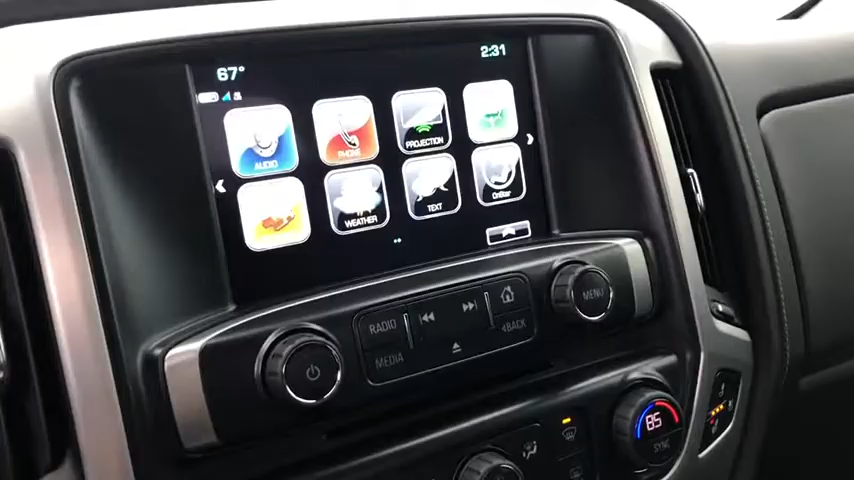 67°
2:31
AUDIO
PHONE
PROJECTION
WEATHER
TEXT
OnStar
RADIO
MEDIA
BACK
MENU
85
SYNC